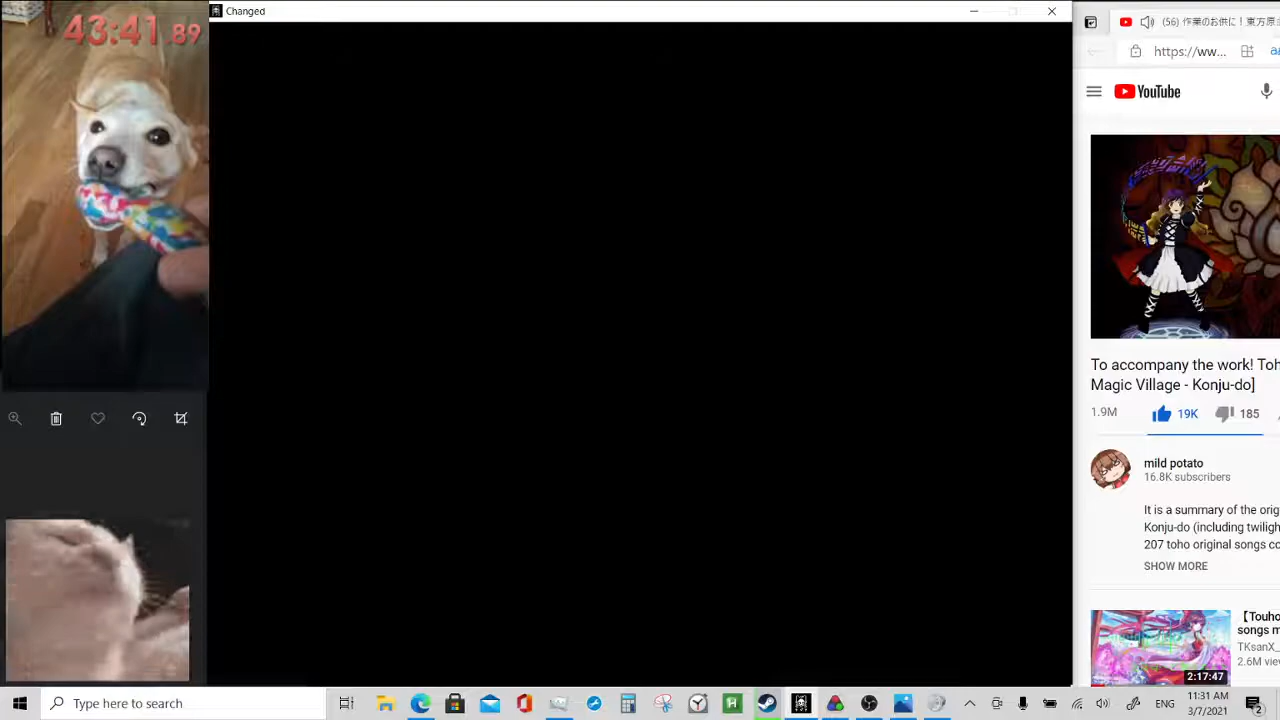 43:41.89
Changed
(56) 作業のお供に！東方原
https://ww...
YouTube
To accompany the work! Toh
Magic Village - Konju-do]
1.9M
19K
185
mild potato
16.8K subscribers
It is a summary of the orig
Konju-do (including twiligh
207 toho original songs co
SHOW MORE
【Touho
songs m
TKsanX_
2.6M view
2:17:47
Type here to search
ENG
11:31 AM
3/7/2021
2